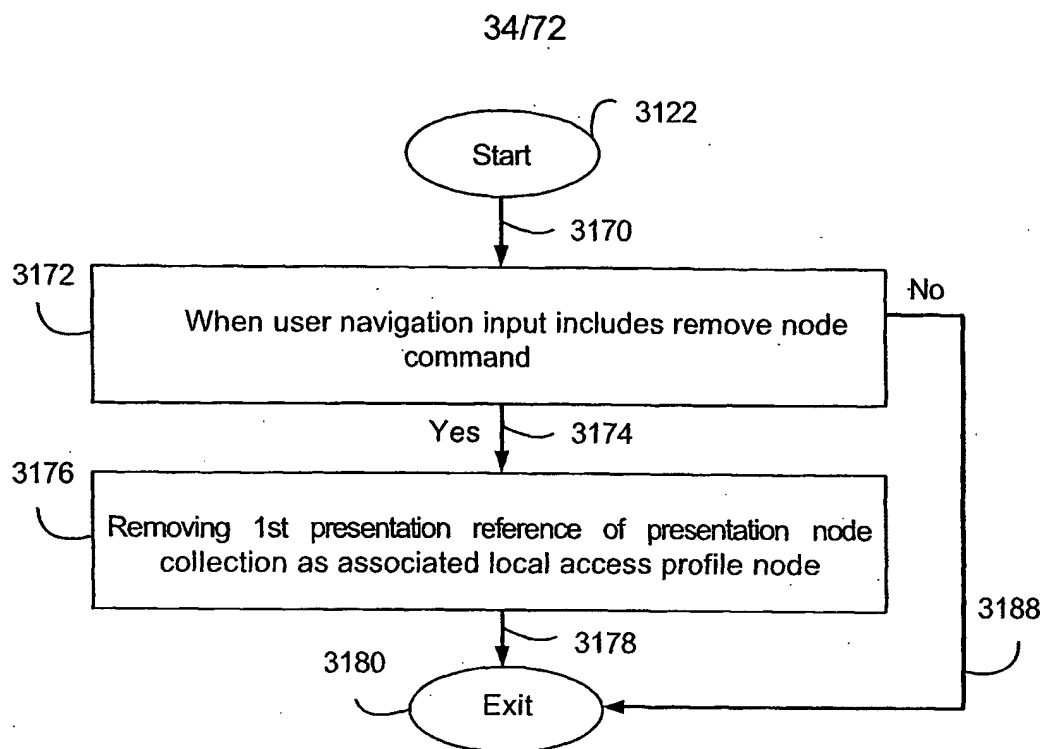 34/72
3122
Start
3170
3172
No
When user navigation input includes remove node
command
Yes
3174
3176
Removing 1st presentation reference of presentation node
collection as associated local access profile node
3178
3188
3180
Exit